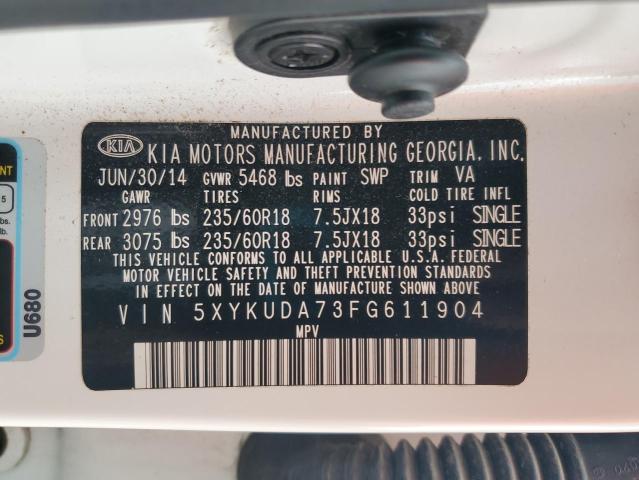 MANUFACTURED BY
KIA KIA MOTORS MANUFACTURING GEORGIA, INC.
JUN/30/14 GVWR 5468 lbs PAINT SWP TRIM VA
GAWR TIRES RIMS COLD TIRE INFL
FRONT 2976 lbs 235/60R18 7.5JX18 33psi SINGLE
REAR 3075 lbs 235/60R18 7.5JX18 33psi SINGLE
THIS VEHICLE CONFORMS TO ALL APPLICABLE U.S.A. FEDERAL
MOTOR VEHICLE SAFETY AND THEFT PREVENTION STANDARDS
IN EFFECT ON THE DATE OF MANUFACTURE SHOWN ABOVE
VIN 5XYKUDA73FG611904
MPV
U680